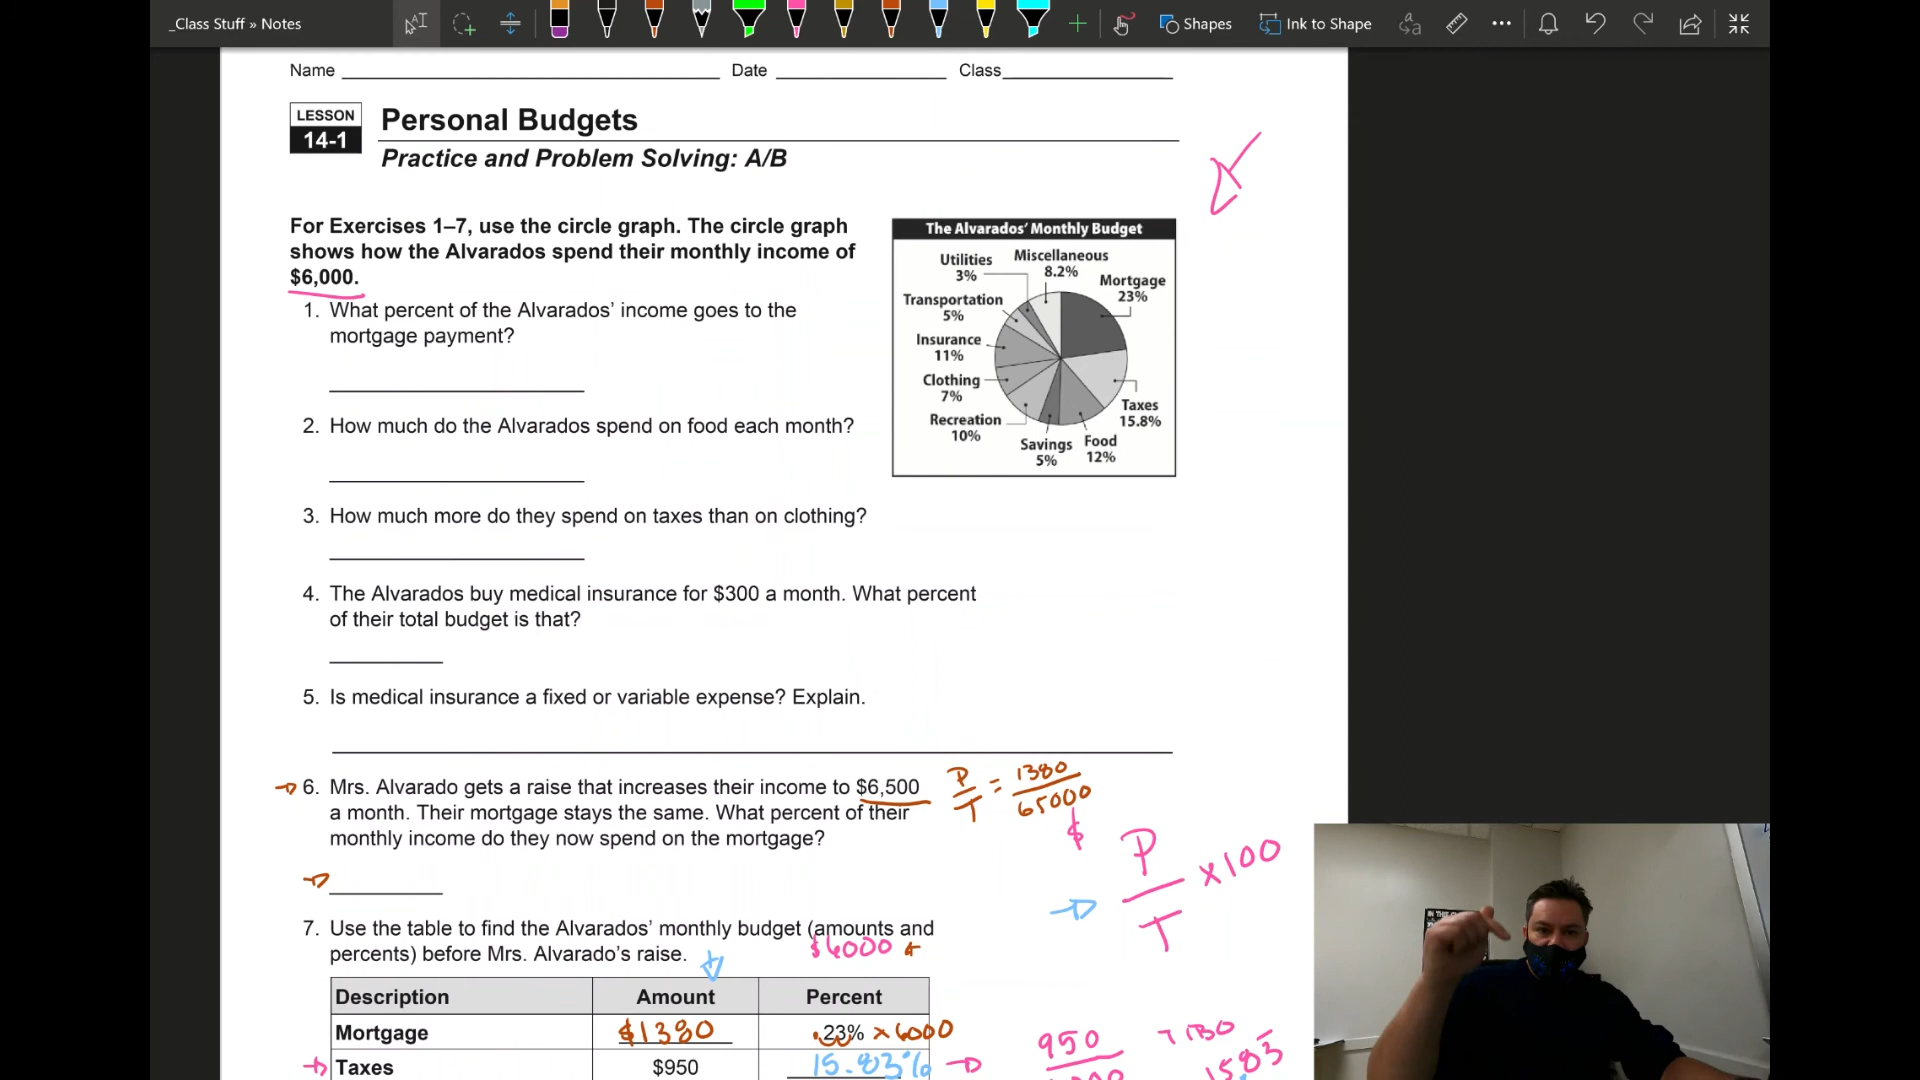 _Class Stuff » Notes
Shapes
Ink to Shape
Name Date Class
LESSON
14-1
Personal Budgets
Practice and Problem Solving: A/B
For Exercises 1–7, use the circle graph. The circle graph
shows how the Alvarados spend their monthly income of
$6,000.
The Alvarados' Monthly Budget
Utilities
3%
Miscellaneous
8.2%
Mortgage
23%
Transportation
5%
Insurance
11%
Clothing
7%
Recreation
10%
Savings
5%
Food
12%
Taxes
15.8%
1. What percent of the Alvarados' income goes to the
mortgage payment?
2. How much do the Alvarados spend on food each month?
3. How much more do they spend on taxes than on clothing?
4. The Alvarados buy medical insurance for $300 a month. What percent
of their total budget is that?
5. Is medical insurance a fixed or variable expense? Explain.
6. Mrs. Alvarado gets a raise that increases their income to $6,500
a month. Their mortgage stays the same. What percent of their
monthly income do they now spend on the mortgage?
P/T = 1380/65000
$
P/T ×100
7. Use the table to find the Alvarados' monthly budget (amounts and
percents) before Mrs. Alvarado's raise.
$6000
Description Amount Percent
Mortgage $1380 .23% ×6000
Taxes $950 15.83%
950
.1583